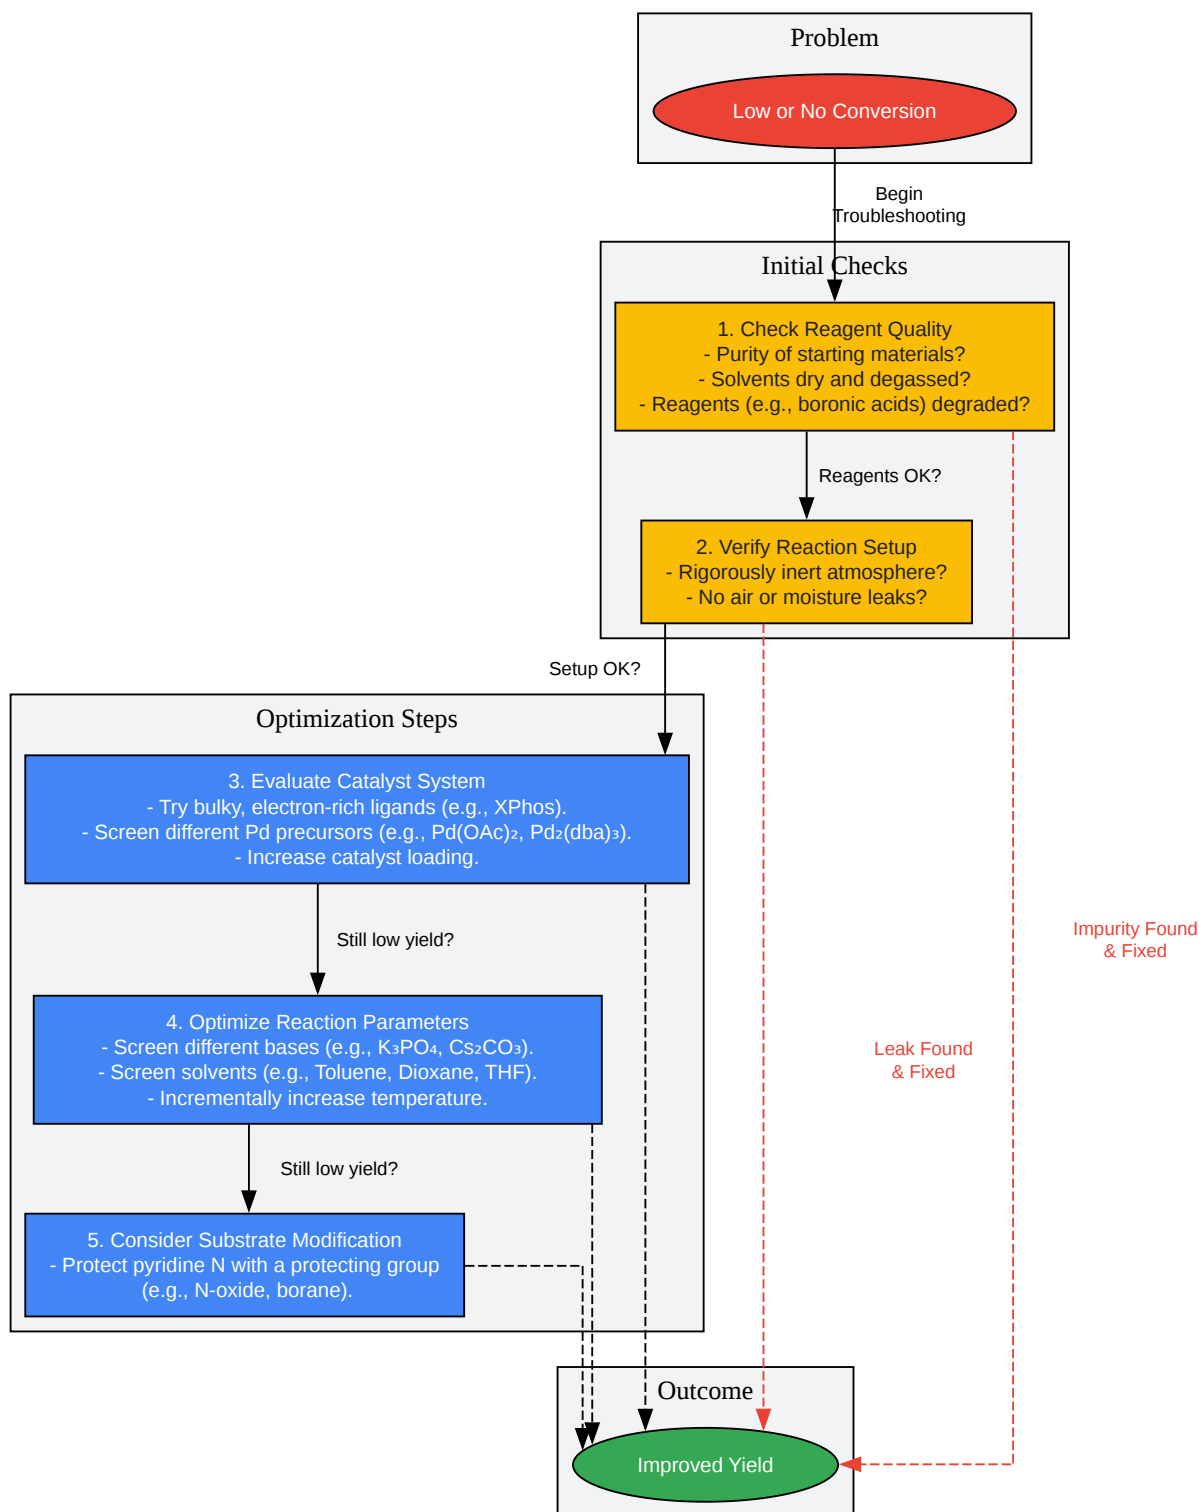 Problem
Low or No Conversion
Begin
Troubleshooting
Initial Checks
1. Check Reagent Quality
- Purity of starting materials?
- Solvents dry and degassed?
- Reagents (e.g., boronic acids) degraded?
Reagents OK?
2. Verify Reaction Setup
- Rigorously inert atmosphere?
- No air or moisture leaks?
Setup OK?
Optimization Steps
3. Evaluate Catalyst System
- Try bulky, electron-rich ligands (e.g., XPhos).
- Screen different Pd precursors (e.g., Pd(OAc)₂, Pd₂(dba)₃).
- Increase catalyst loading.
Still low yield?
Impurity Found
& Fixed
4. Optimize Reaction Parameters
- Screen different bases (e.g., K₃PO₄, Cs₂CO₃).
- Screen solvents (e.g., Toluene, Dioxane, THF).
- Incrementally increase temperature.
Leak Found
& Fixed
Still low yield?
5. Consider Substrate Modification
- Protect pyridine N with a protecting group
(e.g., N-oxide, borane).
Outcome
Improved Yield